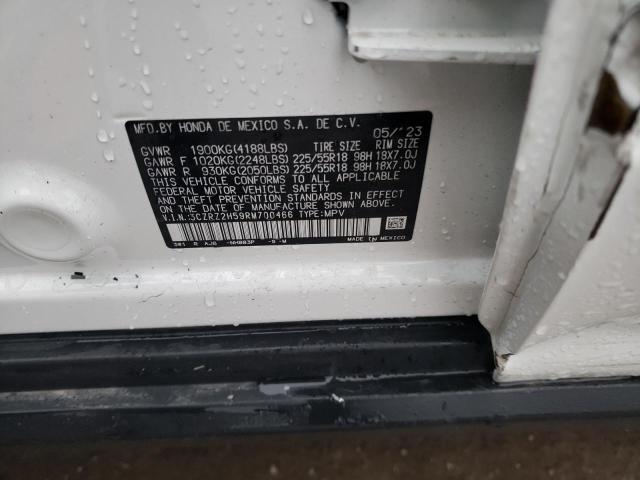 MFD.BY HONDA DE MEXICO S.A. DE C.V. 05/'23
GVWR 1900KG(4188LBS) TIRE SIZE RIM SIZE
GAWR F 1020KG(2248LBS) 225/55R18 98H 18X7.0J
GAWR R 930KG(2050LBS) 225/55R18 98H 18X7.0J
THIS VEHICLE CONFORMS TO ALL APPLICABLE
FEDERAL MOTOR VEHICLE SAFETY
STANDARDS IN EFFECT ON THE DATE OF
MANUFACTURE SHOWN ABOVE.
V.I.N.:3CZRZ2H59RM700466 TYPE:MPV
3W1 R AJ6 -NH883P -B -M MADE IN MEXICO